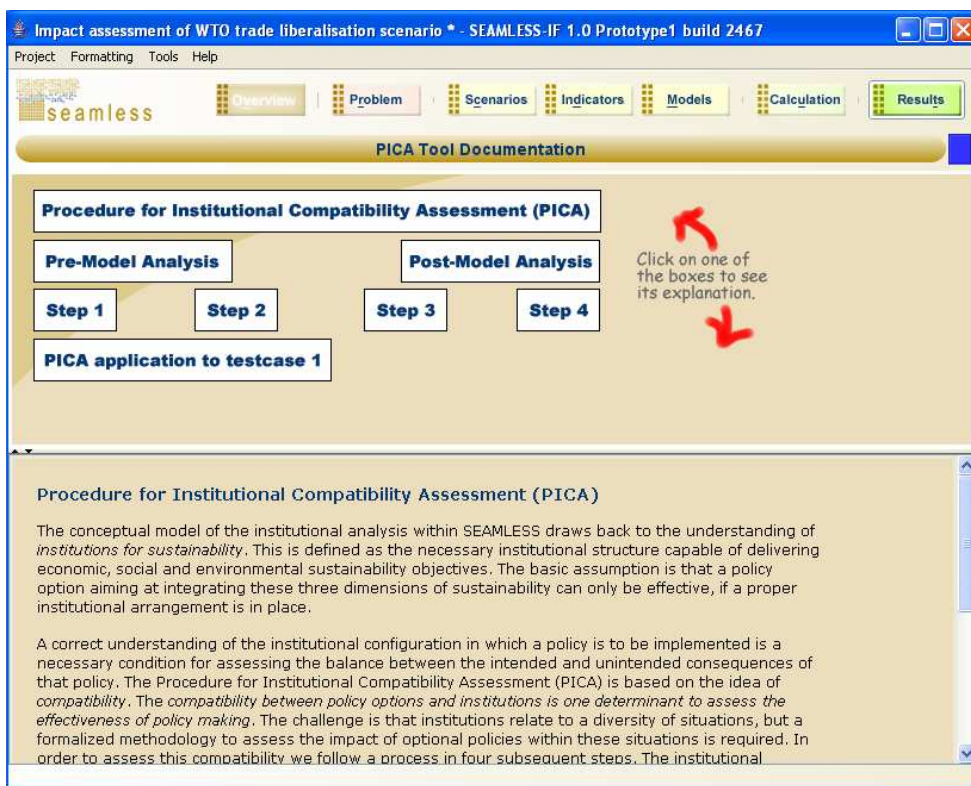 Impact assessment of WTO trade liberalisation scenario * - SEAMLESS-IF 1.0 Prototype1 build 2467
Project Formatting Tools Help
seamless
Overview Problem Scenarios Indicators Models Calculation Results
PICA Tool Documentation
Procedure for Institutional Compatibility Assessment (PICA)
Pre-Model Analysis Post-Model Analysis
Click on one of
the boxes to see
its explanation.
Step 1 Step 2 Step 3 Step 4
PICA application to testcase 1
Procedure for Institutional Compatibility Assessment (PICA)
The conceptual model of the institutional analysis within SEAMLESS draws back to the understanding of
institutions for sustainability. This is defined as the necessary institutional structure capable of delivering
economic, social and environmental sustainability objectives. The basic assumption is that a policy
option aiming at integrating these three dimensions of sustainability can only be effective, if a proper
institutional arrangement is in place.
A correct understanding of the institutional configuration in which a policy is to be implemented is a
necessary condition for assessing the balance between the intended and unintended consequences of
that policy. The Procedure for Institutional Compatibility Assessment (PICA) is based on the idea of
compatibility. The compatibility between policy options and institutions is one determinant to assess the
effectiveness of policy making. The challenge is that institutions relate to a diversity of situations, but a
formalized methodology to assess the impact of optional policies within these situations is required. In
order to assess this compatibility we follow a process in four subsequent steps. The institutional